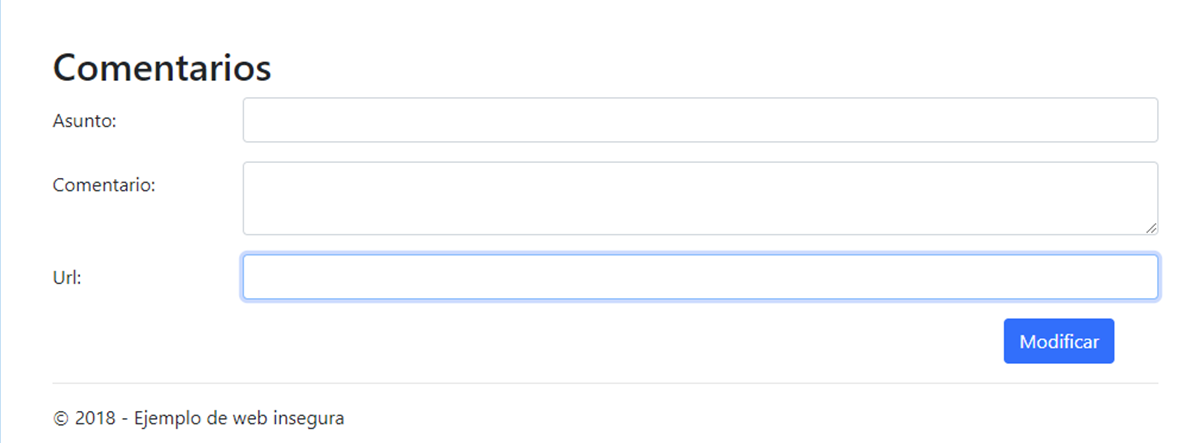 Comentarios
Asunto:
Comentario:
Url:
Modificar
© 2018 - Ejemplo de web insegura